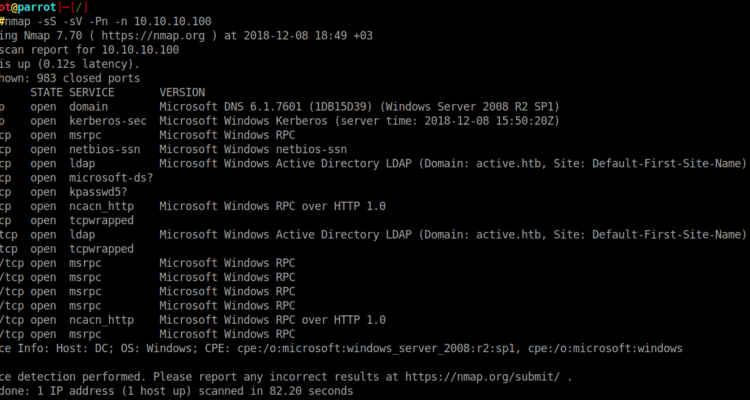 ot@parrot]─[/]
#nmap -sS -sV -Pn -n 10.10.10.100
ing Nmap 7.70 ( https://nmap.org ) at 2018-12-08 18:49 +03
scan report for 10.10.10.100
is up (0.12s latency).
hown: 983 closed ports
STATE SERVICE VERSION
p open domain Microsoft DNS 6.1.7601 (1DB15D39) (Windows Server 2008 R2 SP1)
p open kerberos-sec Microsoft Windows Kerberos (server time: 2018-12-08 15:50:20Z)
cp open msrpc Microsoft Windows RPC
cp open netbios-ssn Microsoft Windows netbios-ssn
cp open ldap Microsoft Windows Active Directory LDAP (Domain: active.htb, Site: Default-First-Site-Name)
cp open microsoft-ds?
cp open kpasswd5?
cp open ncacn_http Microsoft Windows RPC over HTTP 1.0
cp open tcpwrapped
tcp open ldap Microsoft Windows Active Directory LDAP (Domain: active.htb, Site: Default-First-Site-Name)
tcp open tcpwrapped
/tcp open msrpc Microsoft Windows RPC
/tcp open msrpc Microsoft Windows RPC
/tcp open msrpc Microsoft Windows RPC
/tcp open ncacn_http Microsoft Windows RPC over HTTP 1.0
/tcp open msrpc Microsoft Windows RPC
ce Info: Host: DC; OS: Windows; CPE: cpe:/o:microsoft:windows_server_2008:r2:sp1, cpe:/o:microsoft:windows
ce detection performed. Please report any incorrect results at https://nmap.org/submit/ .
done: 1 IP address (1 host up) scanned in 82.20 seconds